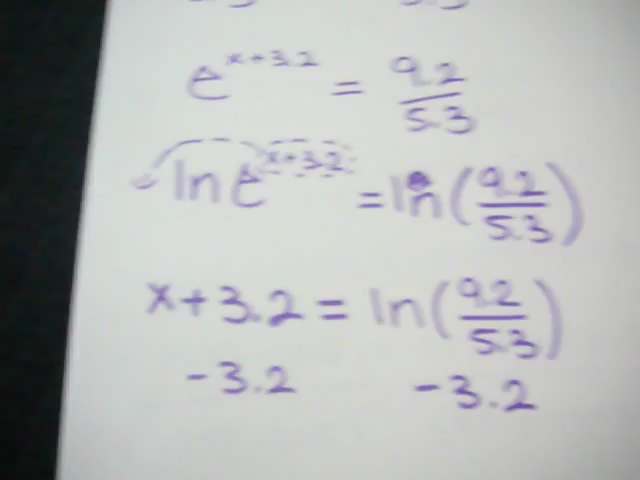 e^(x+3.2) = 9.2/5.3
ln e^(x+3.2) = ln(9.2/5.3)
x+3.2 = ln(9.2/5.3)
-3.2 -3.2